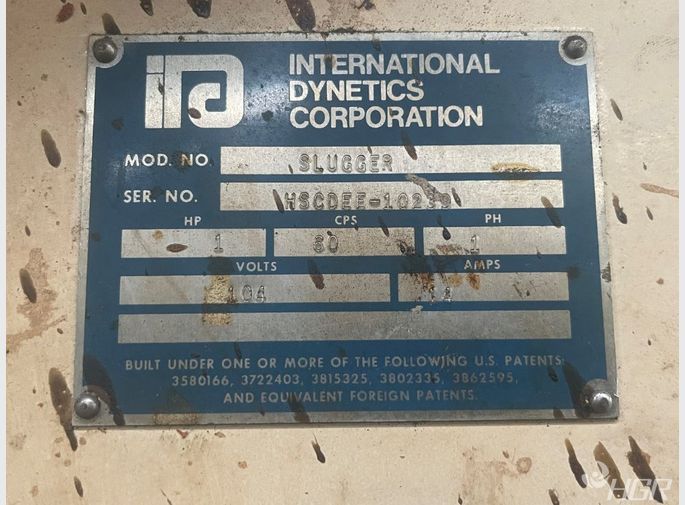 INTERNATIONAL
DYNETICS
CORPORATION
MOD. NO. SLUGGER
SER. NO.
HP CPS PH
1 60 1
VOLTS AMPS
BUILT UNDER ONE OR MORE OF THE FOLLOWING U.S. PATENTS:
3580166, 3722403, 3815325, 3802335, 3862595,
AND EQUIVALENT FOREIGN PATENTS.
HGR